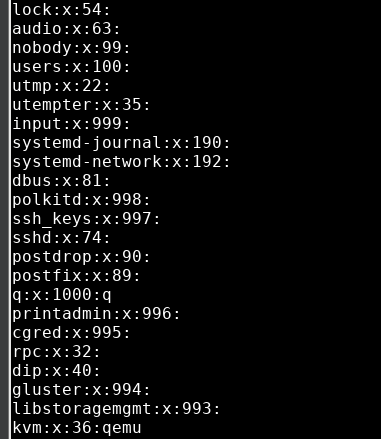 lock:x:54:
audio:x:63:
nobody:x:99:
users:x:100:
utmp:x:22:
utempter:x:35:
input:x:999:
systemd-journal:x:190:
systemd-network:x:192:
dbus:x:81:
polkitd:x:998:
ssh_keys:x:997:
sshd:x:74:
postdrop:x:90:
postfix:x:89:
q:x:1000:q
printadmin:x:996:
cgred:x:995:
rpc:x:32:
dip:x:40:
gluster:x:994:
libstoragemgmt:x:993:
kvm:x:36:qemu